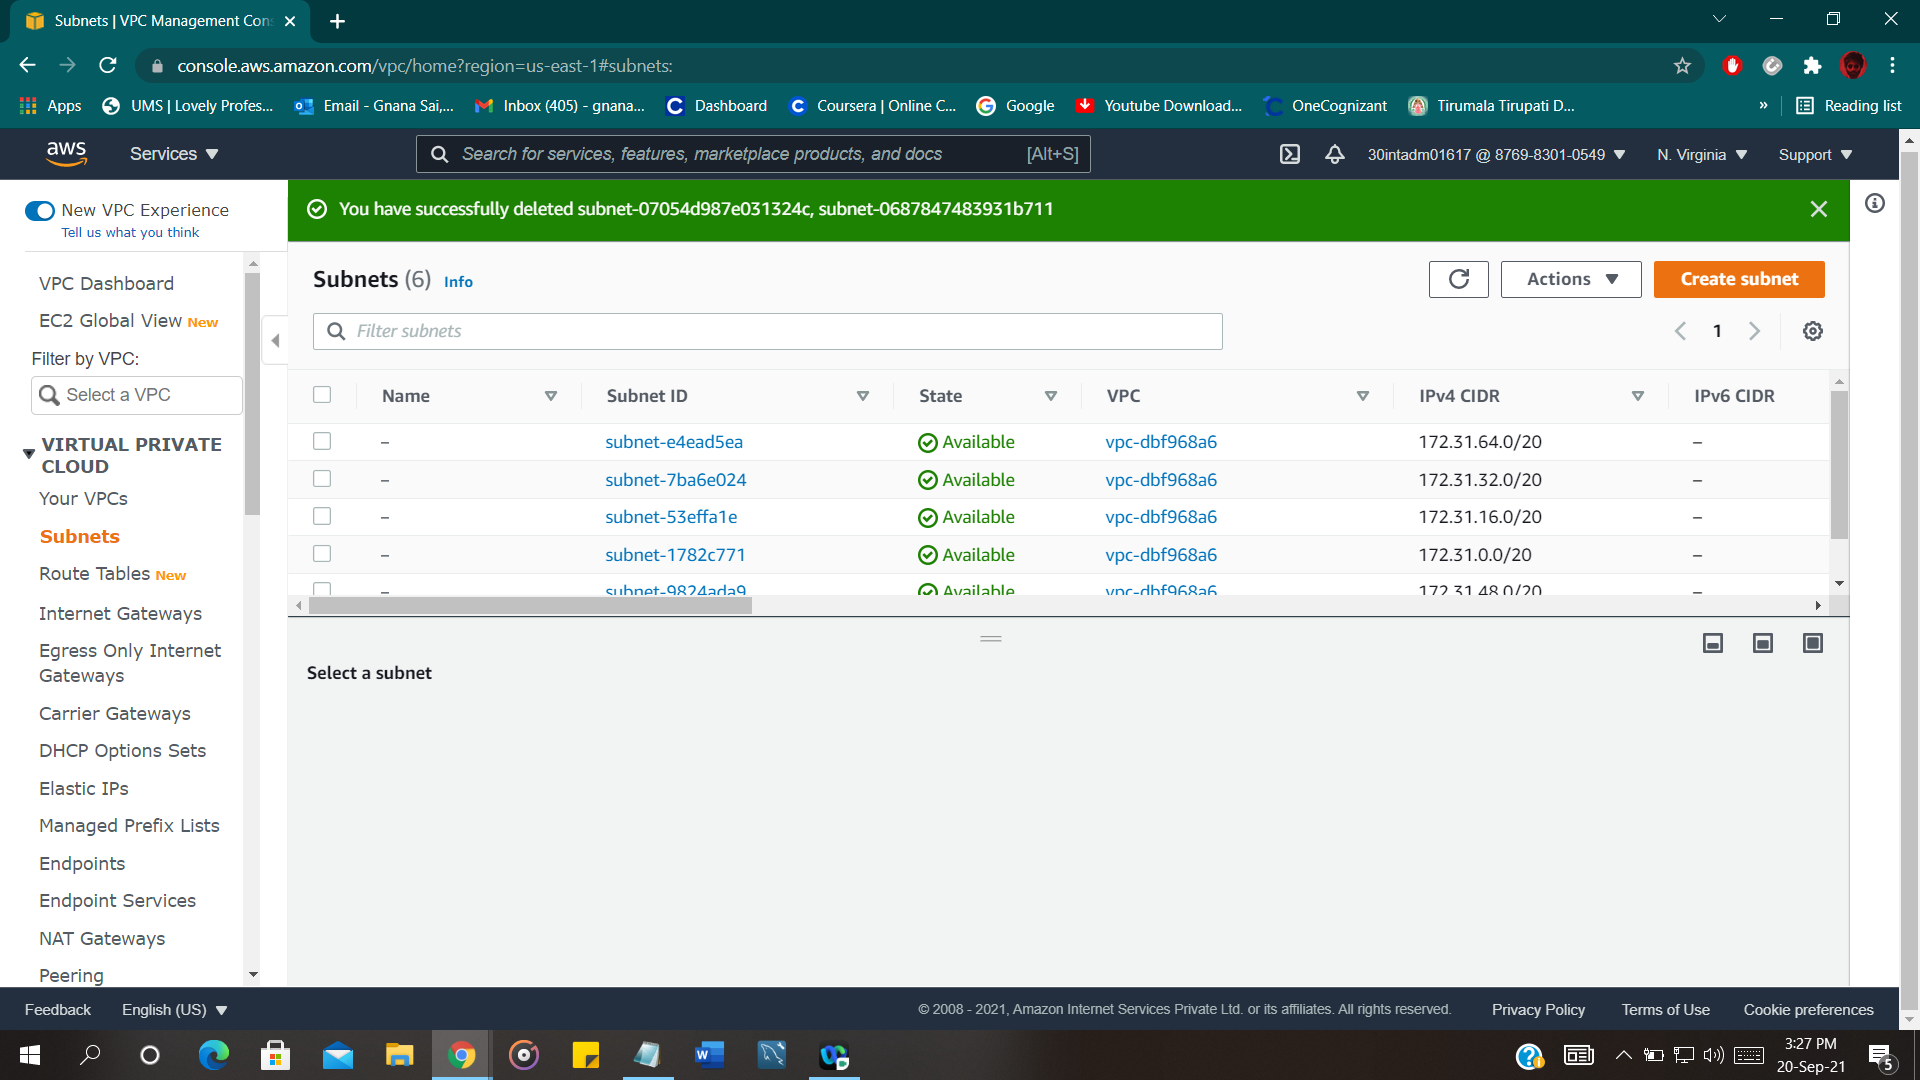 Subnets | VPC Management Con
console.aws.amazon.com/vpc/home?region=us-east-1#subnets:
Apps
UMS | Lovely Profes...
Email - Gnana Sai,...
Inbox (405) - gnana...
Dashboard
Coursera | Online C...
Google
Youtube Download...
OneCognizant
Tirumala Tirupati D...
»
Reading list
aws
Services
Search for services, features, marketplace products, and docs
[Alt+S]
30intadm01617 @ 8769-8301-0549
N. Virginia
Support
New VPC Experience
Tell us what you think
VPC Dashboard
EC2 Global View New
Filter by VPC:
Select a VPC
VIRTUAL PRIVATE
CLOUD
Your VPCs
Subnets
Route Tables New
Internet Gateways
Egress Only Internet
Gateways
Carrier Gateways
DHCP Options Sets
Elastic IPs
Managed Prefix Lists
Endpoints
Endpoint Services
NAT Gateways
Peering
You have successfully deleted subnet-07054d987e031324c, subnet-0687847483931b711
Subnets (6) Info
Actions
Create subnet
Filter subnets
1
Name Subnet ID State VPC IPv4 CIDR IPv6 CIDR
– subnet-e4ead5ea Available vpc-dbf968a6 172.31.64.0/20 –
– subnet-7ba6e024 Available vpc-dbf968a6 172.31.32.0/20 –
– subnet-53effa1e Available vpc-dbf968a6 172.31.16.0/20 –
– subnet-1782c771 Available vpc-dbf968a6 172.31.0.0/20 –
– subnet-9824ada9 Available vpc-dbf968a6 172.31.48.0/20 –
Select a subnet
Feedback
English (US)
© 2008 - 2021, Amazon Internet Services Private Ltd. or its affiliates. All rights reserved.
Privacy Policy
Terms of Use
Cookie preferences
3:27 PM
20-Sep-21
5